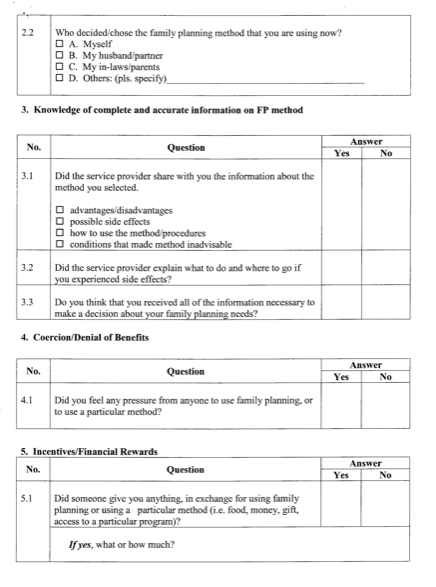 2.2 Who decided/chose the family planning method that you are using now?
☐ A. Myself
☐ B. My husband/partner
☐ C. My in-laws/parents
☐ D. Others: (pls. specify)
3. Knowledge of complete and accurate information on FP method
No. Question Answer
Yes No
3.1 Did the service provider share with you the information about the
method you selected.
☐ advantages/disadvantages
☐ possible side effects
☐ how to use the method/procedures
☐ conditions that made method inadvisable
3.2 Did the service provider explain what to do and where to go if
you experienced side effects?
3.3 Do you think that you received all of the information necessary to
make a decision about your family planning needs?
4. Coercion/Denial of Benefits
No. Question Answer
Yes No
4.1 Did you feel any pressure from anyone to use family planning, or
to use a particular method?
5. Incentives/Financial Rewards
No. Question Answer
Yes No
5.1 Did someone give you anything, in exchange for using family
planning or using a particular method (i.e. food, money, gift,
access to a particular program)?
If yes, what or how much?